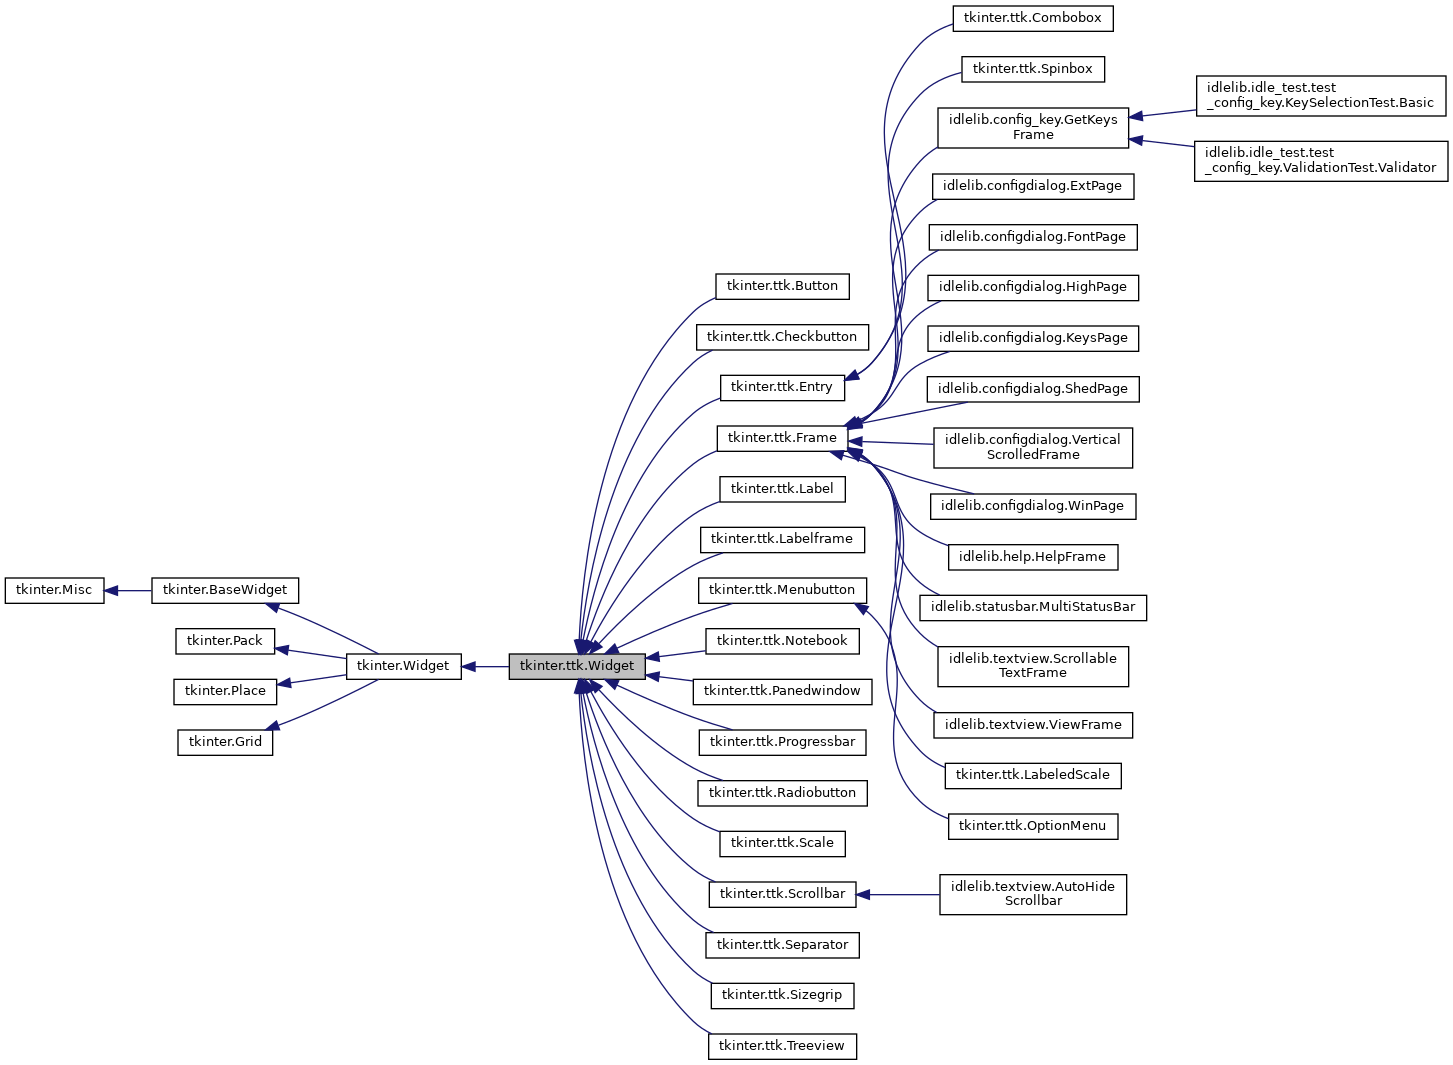 tkinter.Misc
tkinter.BaseWidget
tkinter.Pack
tkinter.Place
tkinter.Grid
tkinter.Widget
tkinter.ttk.Widget
tkinter.ttk.Button
tkinter.ttk.Checkbutton
tkinter.ttk.Entry
tkinter.ttk.Frame
tkinter.ttk.Label
tkinter.ttk.Labelframe
tkinter.ttk.Menubutton
tkinter.ttk.Notebook
tkinter.ttk.Panedwindow
tkinter.ttk.Progressbar
tkinter.ttk.Radiobutton
tkinter.ttk.Scale
tkinter.ttk.Scrollbar
tkinter.ttk.Separator
tkinter.ttk.Sizegrip
tkinter.ttk.Treeview
tkinter.ttk.Combobox
tkinter.ttk.Spinbox
idlelib.config_key.GetKeys
Frame
idlelib.configdialog.ExtPage
idlelib.configdialog.FontPage
idlelib.configdialog.HighPage
idlelib.configdialog.KeysPage
idlelib.configdialog.ShedPage
idlelib.configdialog.Vertical
ScrolledFrame
idlelib.configdialog.WinPage
idlelib.help.HelpFrame
idlelib.statusbar.MultiStatusBar
idlelib.textview.Scrollable
TextFrame
idlelib.textview.ViewFrame
tkinter.ttk.LabeledScale
tkinter.ttk.OptionMenu
idlelib.textview.AutoHide
Scrollbar
idlelib.idle_test.test
_config_key.KeySelectionTest.Basic
idlelib.idle_test.test
_config_key.ValidationTest.Validator